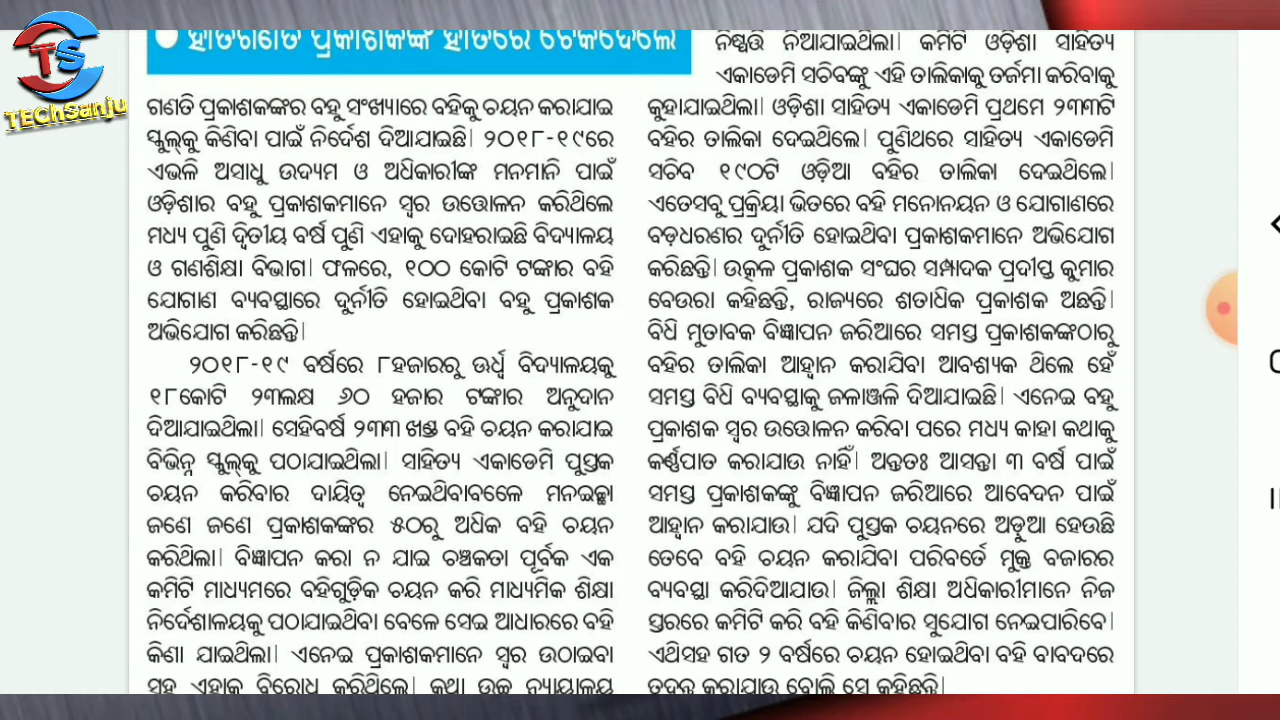 TS
TEChSanju
● ହାତଗଣତି ପ୍ରକାଶକଙ୍କ ହାତରେ ଟେକିଦେଲେ
ଗଣତି ପ୍ରକାଶକଙ୍କର ବହୁ ସଂଖ୍ୟାରେ ବହିକୁ ଚୟନ କରାଯାଇ
ସ୍କୁଲ୍‌କୁ କିଣିବା ପାଇଁ ନିର୍ଦ୍ଦେଶ ଦିଆଯାଇଛି। ୨୦୧୮-୧୯ରେ
ଏଭଳି ଅସାଧୁ ଉଦ୍ୟମ ଓ ଅଧିକାରୀଙ୍କ ମନମାନି ପାଇଁ
ଓଡ଼ିଶାର ବହୁ ପ୍ରକାଶକମାନେ ସ୍ୱର ଉତ୍ତୋଳନ କରିଥିଲେ
ମଧ୍ୟ ପୁଣି ଦ୍ୱିତୀୟ ବର୍ଷ ପୁଣି ଏହାକୁ ଦୋହରାଇଛି ବିଦ୍ୟାଳୟ
ଓ ଗଣଶିକ୍ଷା ବିଭାଗ। ଫଳରେ, ୧୦୦ କୋଟି ଟଙ୍କାର ବହି
ଯୋଗାଣ ବ୍ୟବସ୍ଥାରେ ଦୁର୍ନୀତି ହୋଇଥିବା ବହୁ ପ୍ରକାଶକ
ଅଭିଯୋଗ କରିଛନ୍ତି।
୨୦୧୮-୧୯ ବର୍ଷରେ ୮ହଜାରରୁ ଊର୍ଦ୍ଧ୍ୱ ବିଦ୍ୟାଳୟକୁ
୧୮କୋଟି ୨୩ଲକ୍ଷ ୬୦ ହଜାର ଟଙ୍କାର ଅନୁଦାନ
ଦିଆଯାଇଥିଲା। ସେହିବର୍ଷ ୨୩୩ ଖଣ୍ଡ ବହି ଚୟନ କରାଯାଇ
ବିଭିନ୍ନ ସ୍କୁଲ୍‌କୁ ପଠାଯାଇଥିଲା। ସାହିତ୍ୟ ଏକାଡେମି ପୁସ୍ତକ
ଚୟନ କରିବାର ଦାୟିତ୍ୱ ନେଇଥିବାବେଳେ ମନଇଚ୍ଛା
ଜଣେ ଜଣେ ପ୍ରକାଶକଙ୍କର ୫୦ରୁ ଅଧିକ ବହି ଚୟନ
କରିଥିଲା। ବିଜ୍ଞାପନ କରା ନ ଯାଇ ଚଞ୍ଚକତା ପୂର୍ବକ ଏକ
କମିଟି ମାଧ୍ୟମରେ ବହିଗୁଡ଼ିକ ଚୟନ କରି ମାଧ୍ୟମିକ ଶିକ୍ଷା
ନିର୍ଦେଶାଳୟକୁ ପଠାଯାଇଥିବା ବେଳେ ସେଇ ଆଧାରରେ ବହି
କିଣା ଯାଇଥିଲା। ଏନେଇ ପ୍ରକାଶକମାନେ ସ୍ୱର ଉଠାଇବା
ସହ ଏହାକୁ ବିରୋଧ କରିଥିଲେ। କଥା ଉଚ୍ଚ ନ୍ୟାୟାଳୟ
ନିଷ୍ପତ୍ତି ନିଆଯାଇଥିଲା। କମିଟି ଓଡ଼ିଶା ସାହିତ୍ୟ
ଏକାଡେମି ସଚିବଙ୍କୁ ଏହି ତାଲିକାକୁ ତର୍ଜମା କରିବାକୁ
କୁହାଯାଇଥିଲା। ଓଡ଼ିଶା ସାହିତ୍ୟ ଏକାଡେମି ପ୍ରଥମେ ୨୩୩ଟି
ବହିର ତାଲିକା ଦେଇଥିଲେ। ପୁଣିଥରେ ସାହିତ୍ୟ ଏକାଡେମି
ସଚିବ ୧୯୦ଟି ଓଡ଼ିଆ ବହିର ତାଲିକା ଦେଇଥିଲେ।
ଏତେସବୁ ପ୍ରକ୍ରିୟା ଭିତରେ ବହି ମନୋନୟନ ଓ ଯୋଗାଣରେ
ବଡ଼ଧରଣର ଦୁର୍ନୀତି ହୋଇଥିବା ପ୍ରକାଶକମାନେ ଅଭିଯୋଗ
କରିଛନ୍ତି। ଉତ୍କଳ ପ୍ରକାଶକ ସଂଘର ସମ୍ପାଦକ ପ୍ରଦୀପ୍ତ କୁମାର
ବେଉରା କହିଛନ୍ତି, ରାଜ୍ୟରେ ଶତାଧିକ ପ୍ରକାଶକ ଅଛନ୍ତି।
ବିଧି ମୁତାବକ ବିଜ୍ଞାପନ ଜରିଆରେ ସମସ୍ତ ପ୍ରକାଶକଙ୍କଠାରୁ
ବହିର ତାଲିକା ଆହ୍ୱାନ କରାଯିବା ଆବଶ୍ୟକ ଥିଲେ ହେଁ
ସମସ୍ତ ବିଧି ବ୍ୟବସ୍ଥାକୁ ଜଳାଞ୍ଜଳି ଦିଆଯାଇଛି। ଏନେଇ ବହୁ
ପ୍ରକାଶକ ସ୍ୱର ଉତ୍ତୋଳନ କରିବା ପରେ ମଧ୍ୟ କାହା କଥାକୁ
କର୍ଣ୍ଣପାତ କରାଯାଉ ନାହିଁ। ଅନ୍ତତଃ ଆସନ୍ତା ୩ ବର୍ଷ ପାଇଁ
ସମସ୍ତ ପ୍ରକାଶକଙ୍କୁ ବିଜ୍ଞାପନ ଜରିଆରେ ଆବେଦନ ପାଇଁ
ଆହ୍ୱାନ କରାଯାଉ। ଯଦି ପୁସ୍ତକ ଚୟନରେ ଅଡ଼ୁଆ ହେଉଛି
ତେବେ ବହି ଚୟନ କରାଯିବା ପରିବର୍ତେ ମୁକ୍ତ ବଜାରର
ବ୍ୟବସ୍ଥା କରିଦିଆଯାଉ। ଜିଲ୍ଲା ଶିକ୍ଷା ଅଧିକାରୀମାନେ ନିଜ
ସ୍ତରରେ କମିଟି କରି ବହି କିଣିବାର ସୁଯୋଗ ନେଇପାରିବେ।
ଏଥିସହ ଗତ ୨ ବର୍ଷରେ ଚୟନ ହୋଇଥିବା ବହି ବାବଦରେ
ତଦନ୍ତ କରାଯାଉ ବୋଲି ସେ କହିଛନ୍ତି।